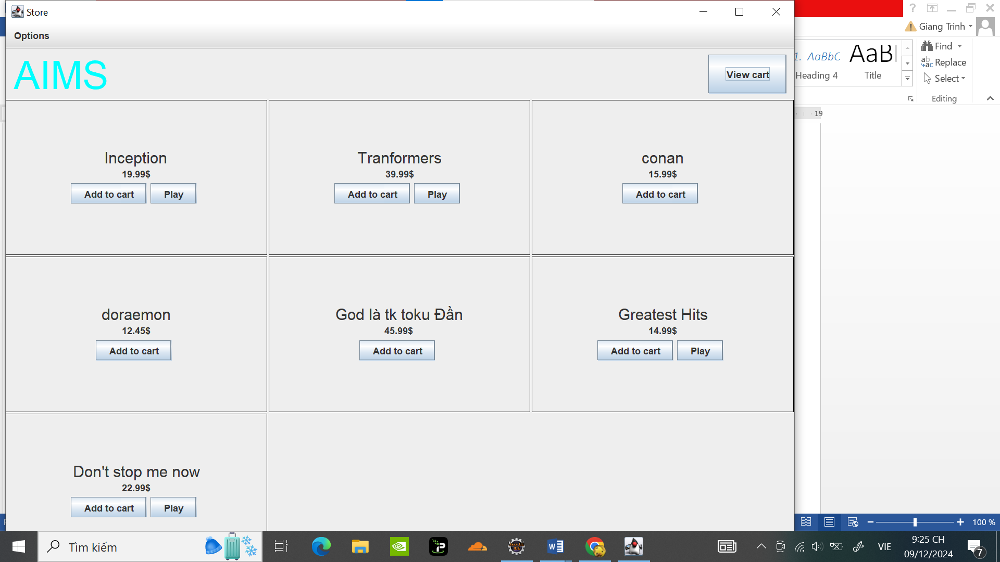 Store
Options
AIMS
View cart
Inception
19.99$
Add to cart
Play
Tranformers
39.99$
Add to cart
Play
conan
15.99$
Add to cart
doraemon
12.45$
Add to cart
God là tk toku Đần
45.99$
Add to cart
Greatest Hits
14.99$
Add to cart
Play
Don't stop me now
22.99$
Add to cart
Play
?
Giang Trinh
1. AaBbC
Heading 4
AaB
Title
Find
Replace
Select
Editing
19
100 %
Tìm kiếm
VIE
9:25 CH
09/12/2024
7